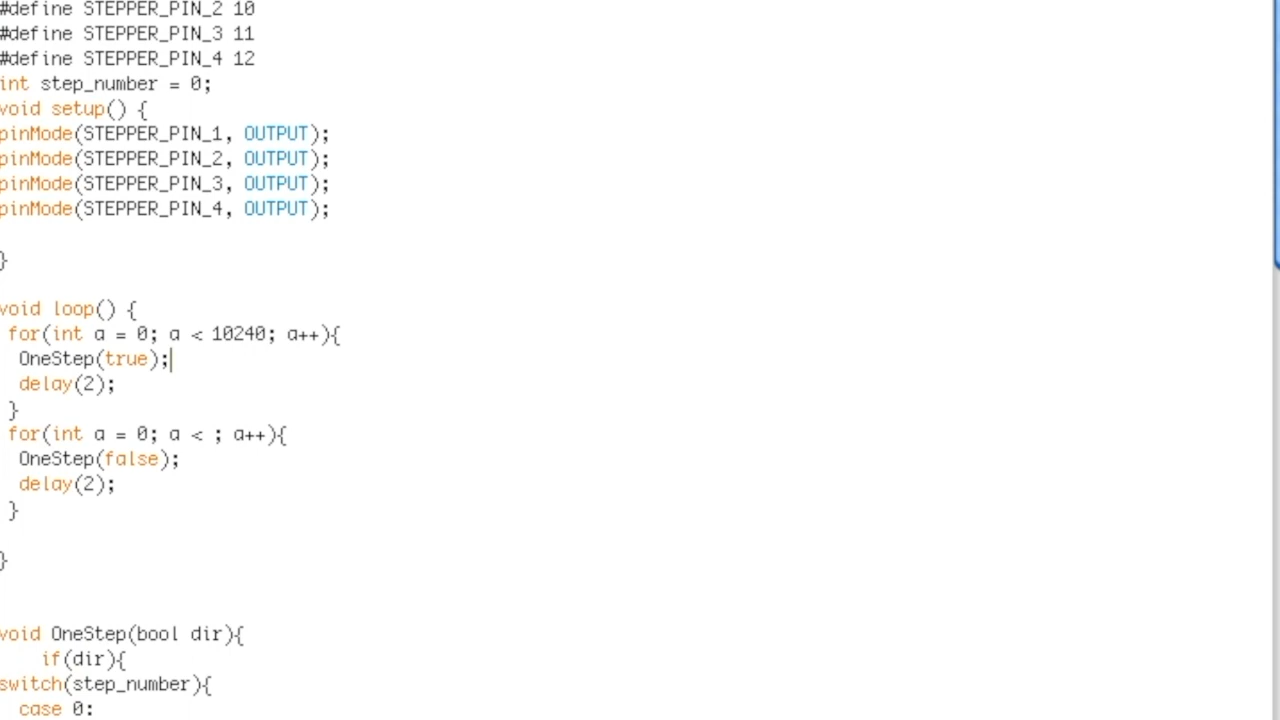 #define STEPPER_PIN_2 10
#define STEPPER_PIN_3 11
#define STEPPER_PIN_4 12
int step_number = 0;
void setup() {
pinMode(STEPPER_PIN_1, OUTPUT);
pinMode(STEPPER_PIN_2, OUTPUT);
pinMode(STEPPER_PIN_3, OUTPUT);
pinMode(STEPPER_PIN_4, OUTPUT);
}
void loop() {
for(int a = 0; a < 10240; a++){
OneStep(true);
delay(2);
}
for(int a = 0; a < ; a++){
OneStep(false);
delay(2);
}
}
void OneStep(bool dir){
if(dir){
switch(step_number){
case 0: